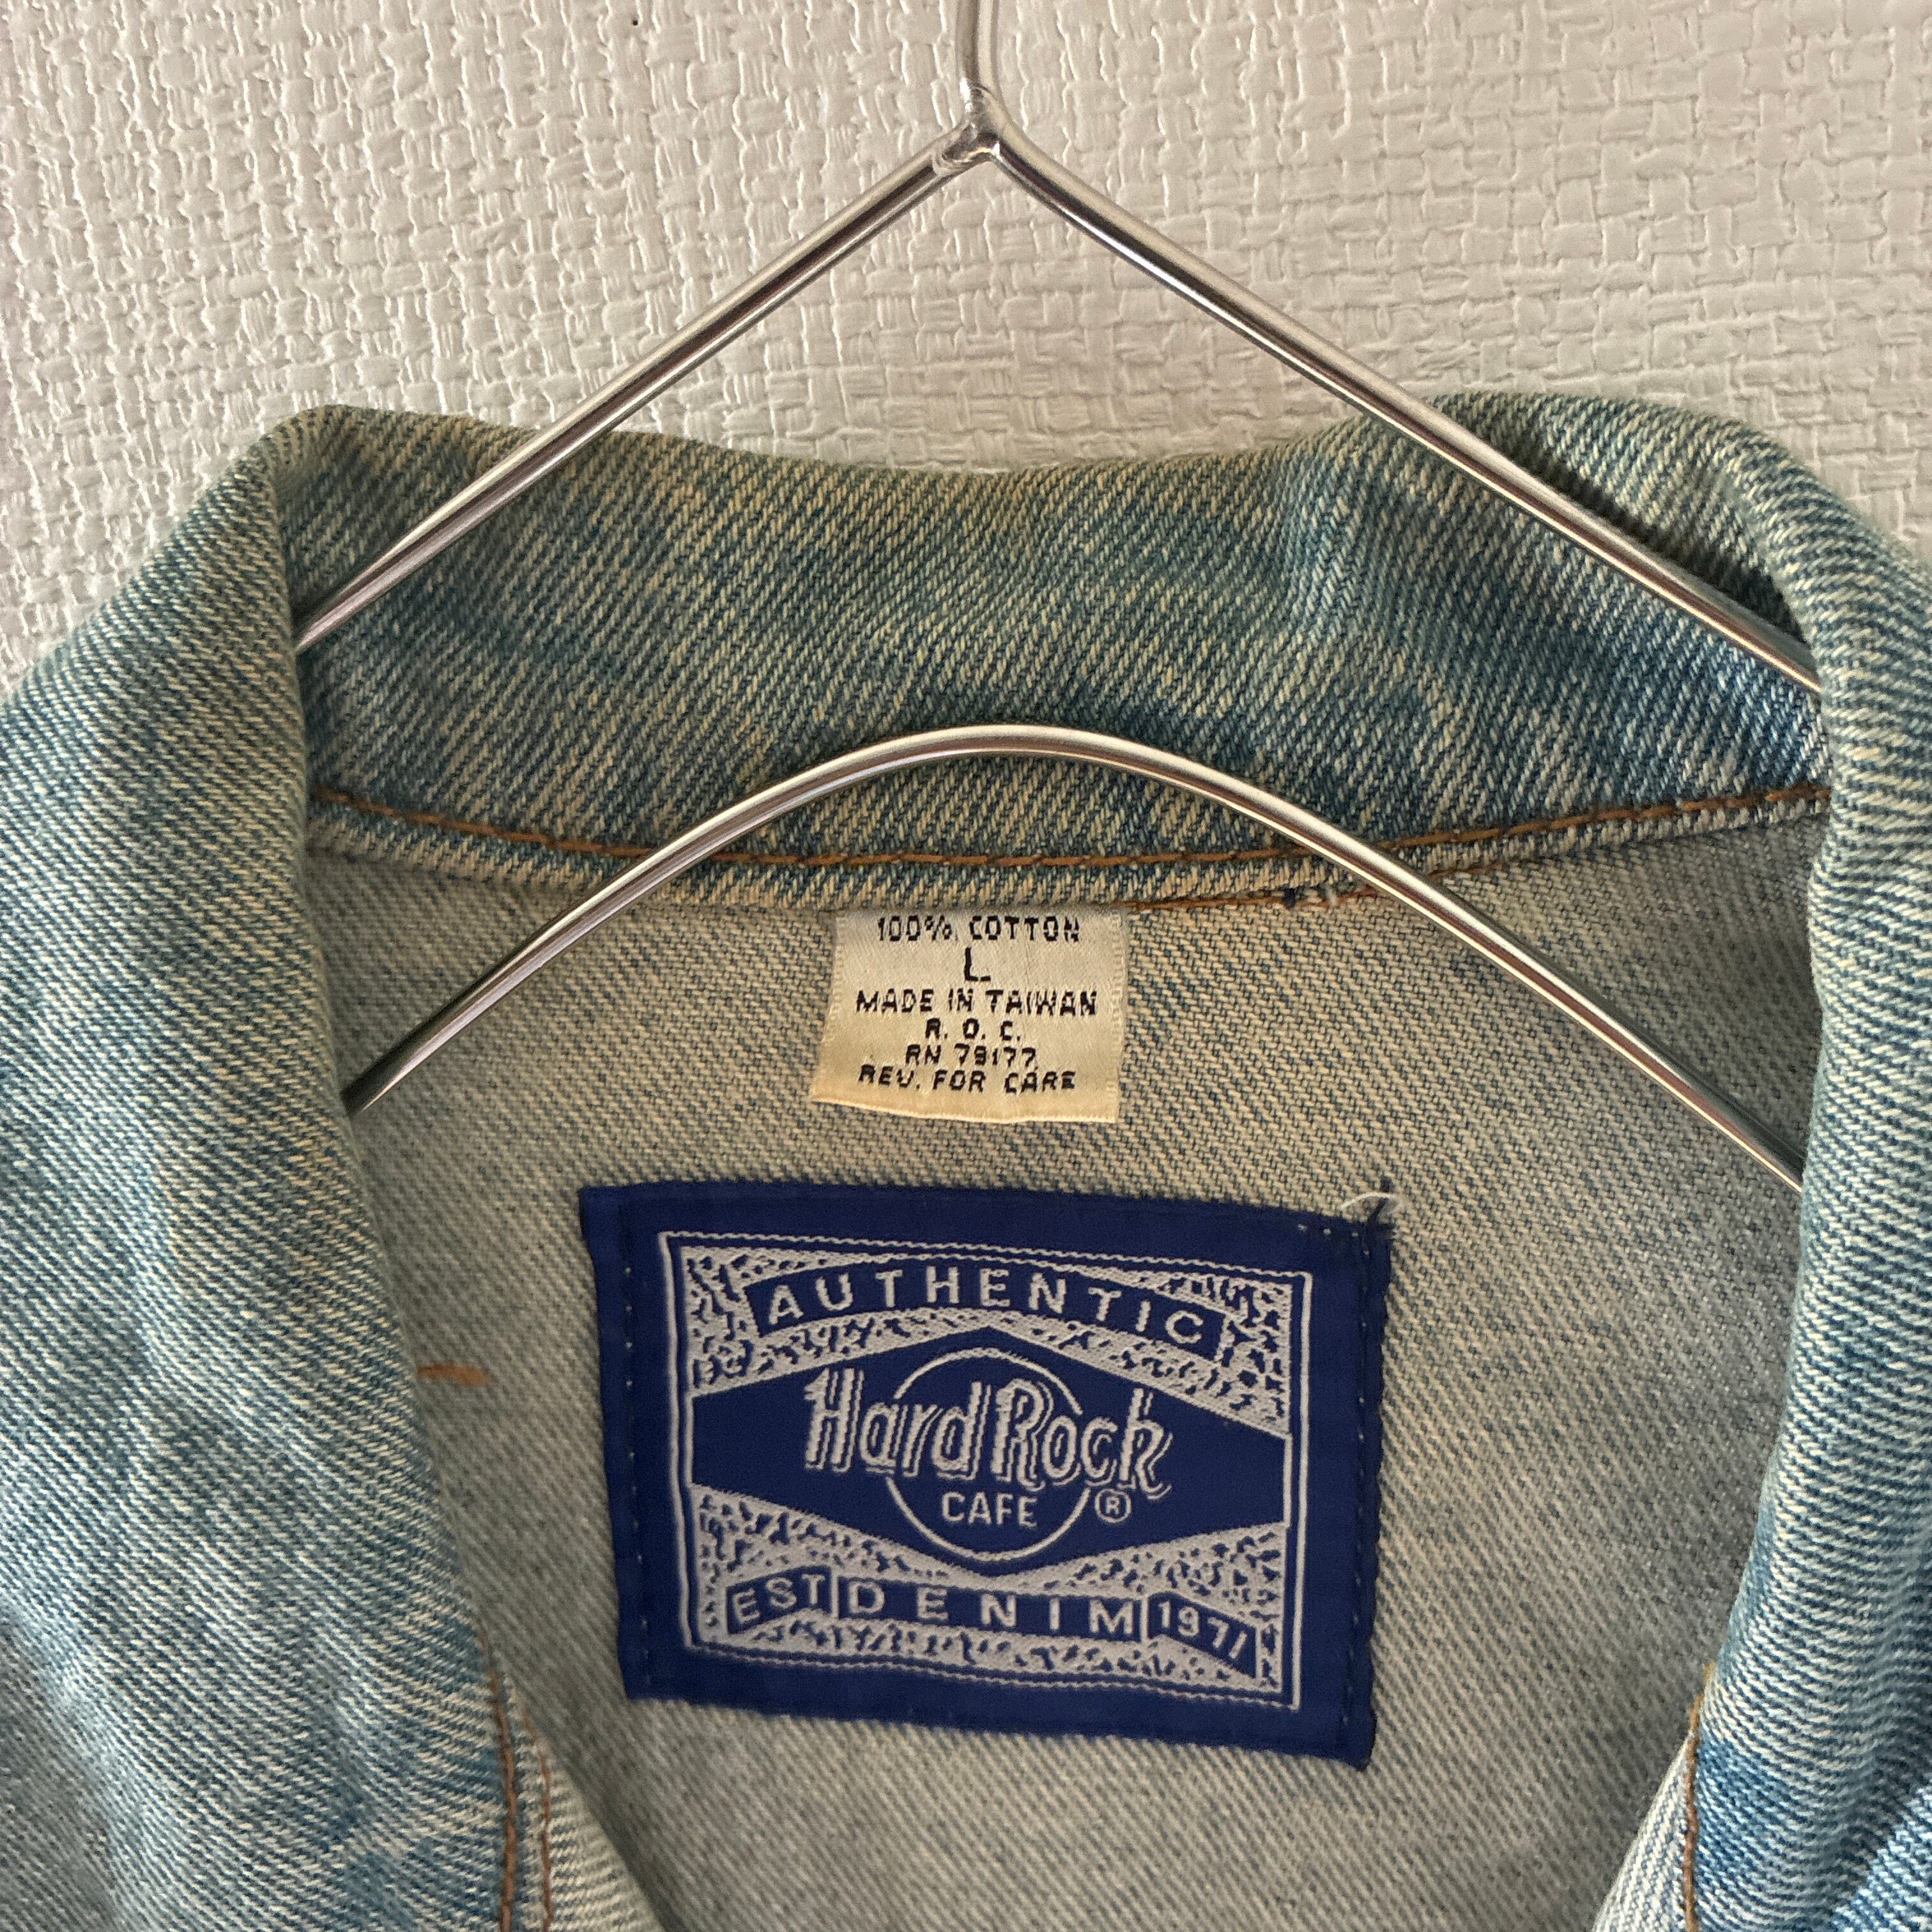 100% COTTON
L
MADE IN TAIWAN
R. O. C.
RN 79177
REV. FOR CARE
AUTHENTIC
Hard Rock
CAFE ®
EST DENIM 1971